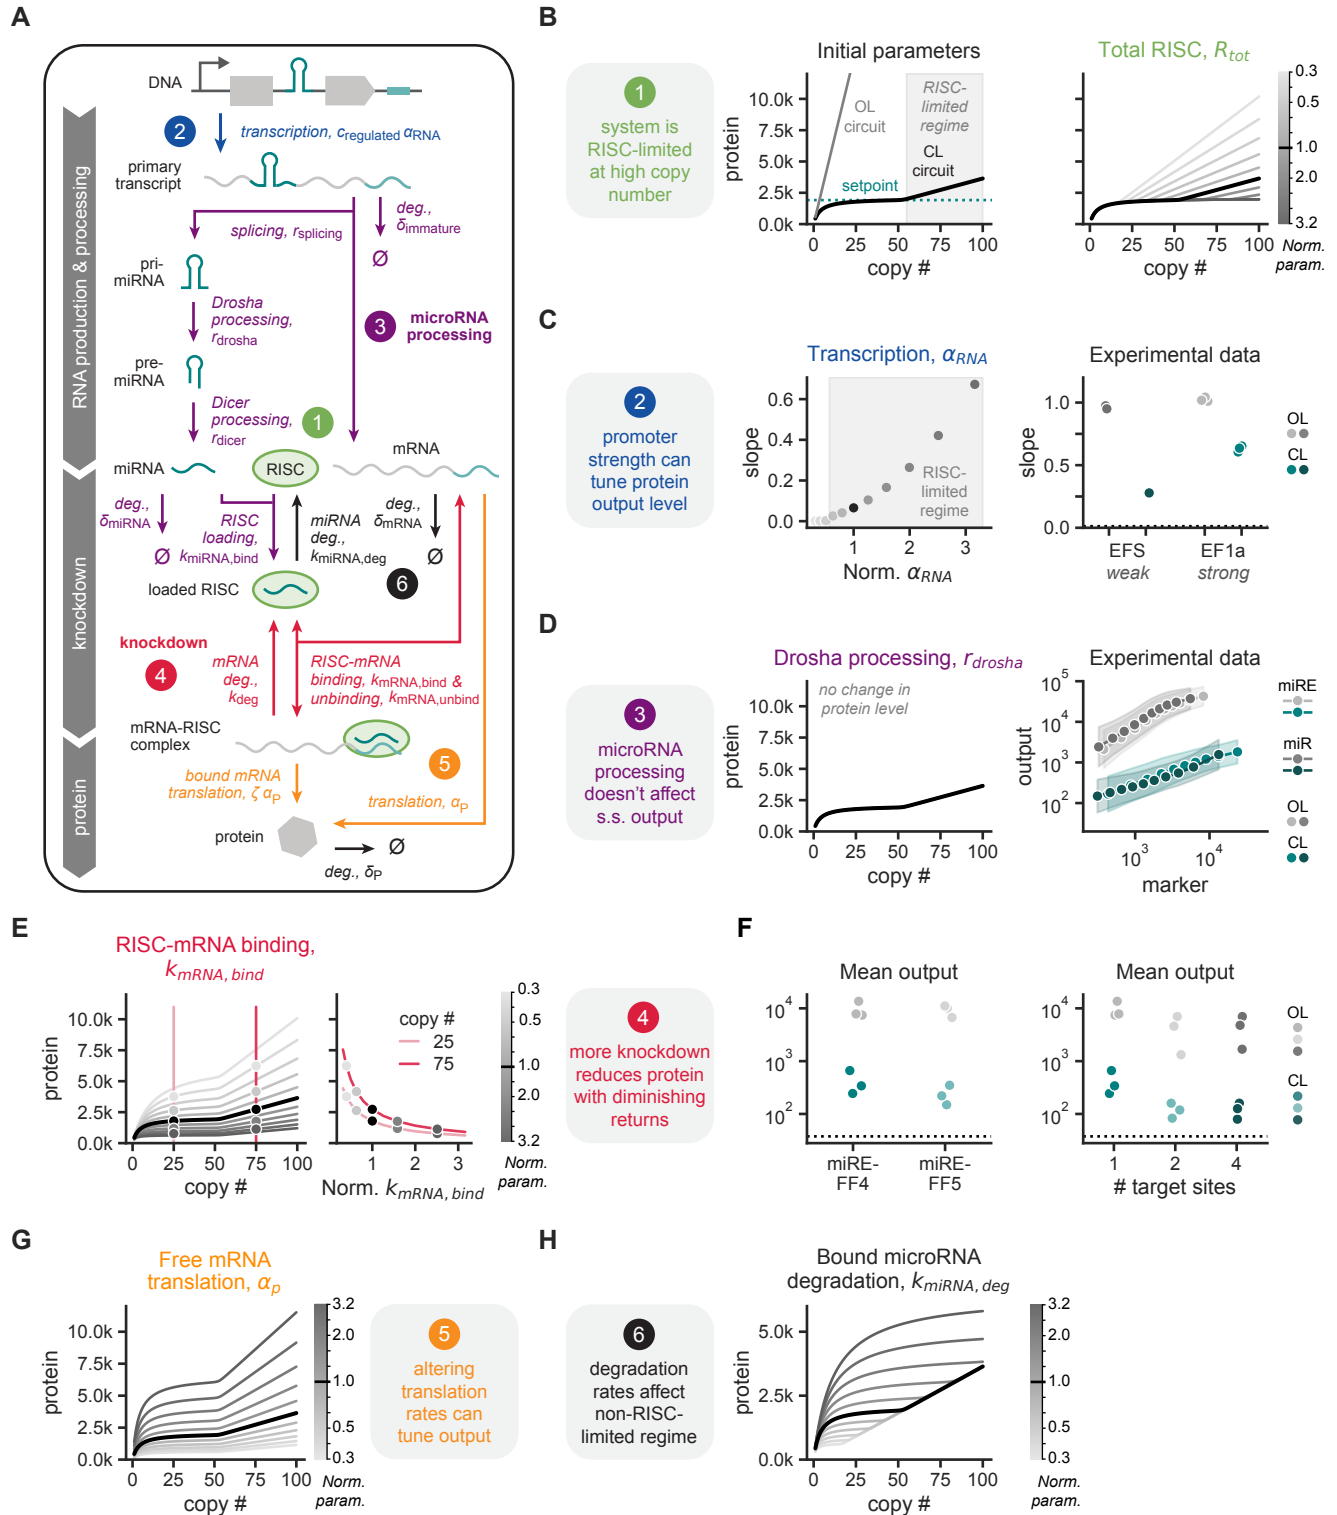 A
DNA
2
transcription, c_regulated α_RNA
primary
transcript
splicing, r_splicing
deg.,
δ_immature
Ø
pri-
miRNA
Drosha
processing,
r_drosha
3
microRNA
processing
pre-
miRNA
Dicer
processing,
r_dicer
1
mRNA
miRNA
RISC
deg.,
δ_miRNA
Ø
RISC
loading,
k_miRNA,bind
miRNA
deg.,
k_miRNA,deg
deg.,
δ_mRNA
Ø
6
loaded RISC
knockdown
4
mRNA
deg.,
k_deg
RISC-mRNA
binding, k_mRNA,bind &
unbinding, k_mRNA,unbind
mRNA-RISC
complex
5
bound mRNA
translation, ζ α_P
translation, α_P
protein
Ø
deg., δ_P
RNA production & processing
knockdown
protein
B
1
system is
RISC-limited
at high copy
number
Initial parameters
protein
10.0k
7.5k
5.0k
2.5k
0.0k
OL
circuit
RISC-
limited
regime
CL
circuit
setpoint
0 25 50 75 100
copy #
Total RISC, R_tot
0 25 50 75 100
copy #
0.3
0.5
1.0
2.0
3.2
Norm.
param.
C
2
promoter
strength can
tune protein
output level
Transcription, α_RNA
slope
0.6
0.4
0.2
0.0
RISC-
limited
regime
1 2 3
Norm. α_RNA
Experimental data
slope
1.0
0.5
0.0
EFS
weak
EF1a
strong
OL
CL
D
3
microRNA
processing
doesn't affect
s.s. output
Drosha processing, r_drosha
protein
10.0k
7.5k
5.0k
2.5k
0.0k
no change in
protein level
0 25 50 75 100
copy #
Experimental data
output
10^5
10^4
10^3
10^2
10^3 10^4
marker
miRE
miR
OL
CL
E
RISC-mRNA binding,
k_mRNA, bind
protein
10.0k
7.5k
5.0k
2.5k
0.0k
0 25 50 75 100
copy #
copy #
25
75
0 1 2 3
Norm. k_mRNA, bind
0.3
0.5
1.0
2.0
3.2
Norm.
param.
4
more knockdown
reduces protein
with diminishing
returns
F
Mean output
10^4
10^3
10^2
miRE-
FF4
miRE-
FF5
Mean output
10^4
10^3
10^2
1 2 4
# target sites
OL
CL
G
Free mRNA
translation, α_p
protein
10.0k
7.5k
5.0k
2.5k
0.0k
0 25 50 75 100
copy #
3.2
2.0
1.0
0.5
0.3
Norm.
param.
5
altering
translation
rates can
tune output
H
6
degradation
rates affect
non-RISC-
limited regime
Bound microRNA
degradation, k_miRNA, deg
protein
5.0k
2.5k
0.0k
0 25 50 75 100
copy #
3.2
2.0
1.0
0.5
0.3
Norm.
param.